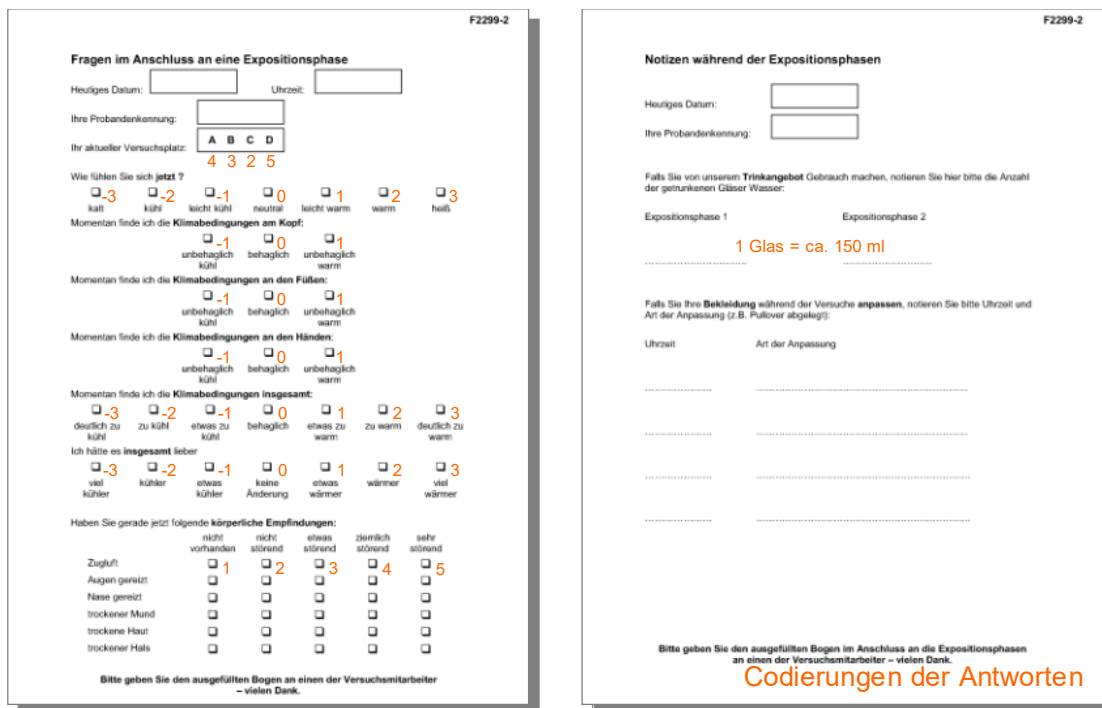 F2299-2
Fragen im Anschluss an eine Expositionsphase
Heutiges Datum: Uhrzeit:
Ihre Probandenkennung:
Ihr aktueller Versuchsplatz: A B C D
4 3 2 5
Wie fühlen Sie sich jetzt ?
-3 -2 -1 0 1 2 3
kalt kühl leicht kühl neutral leicht warm warm heiß
Momentan finde ich die Klimabedingungen am Kopf:
-1 0 1
unbehaglich behaglich unbehaglich
kühl warm
Momentan finde ich die Klimabedingungen an den Füßen:
-1 0 1
unbehaglich behaglich unbehaglich
kühl warm
Momentan finde ich die Klimabedingungen an den Händen:
-1 0 1
unbehaglich behaglich unbehaglich
kühl warm
Momentan finde ich die Klimabedingungen insgesamt:
-3 -2 -1 0 1 2 3
deutlich zu zu kühl etwas zu behaglich etwas zu zu warm deutlich zu
kühl kühl warm warm
Ich hätte es insgesamt lieber
-3 -2 -1 0 1 2 3
viel kühler etwas keine etwas wärmer viel
kühler kühler Änderung wärmer wärmer
Haben Sie gerade jetzt folgende körperliche Empfindungen:
nicht nicht etwas ziemlich sehr
vorhanden störend störend störend störend
Zugluft 1 2 3 4 5
Augen gereizt
Nase gereizt
trockener Mund
trockene Haut
trockener Hals
Bitte geben Sie den ausgefüllten Bogen an einen der Versuchsmitarbeiter
– vielen Dank.
F2299-2
Notizen während der Expositionsphasen
Heutiges Datum:
Ihre Probandenkennung:
Falls Sie von unserem Trinkangebot Gebrauch machen, notieren Sie hier bitte die Anzahl
der getrunkenen Gläser Wasser:
Expositionsphase 1 Expositionsphase 2
1 Glas = ca. 150 ml
Falls Sie Ihre Bekleidung während der Versuche anpassen, notieren Sie bitte Uhrzeit und
Art der Anpassung (z.B. Pullover abgelegt):
Uhrzeit Art der Anpassung
Bitte geben Sie den ausgefüllten Bogen im Anschluss an die Expositionsphasen
an einen der Versuchsmitarbeiter – vielen Dank.
Codierungen der Antworten